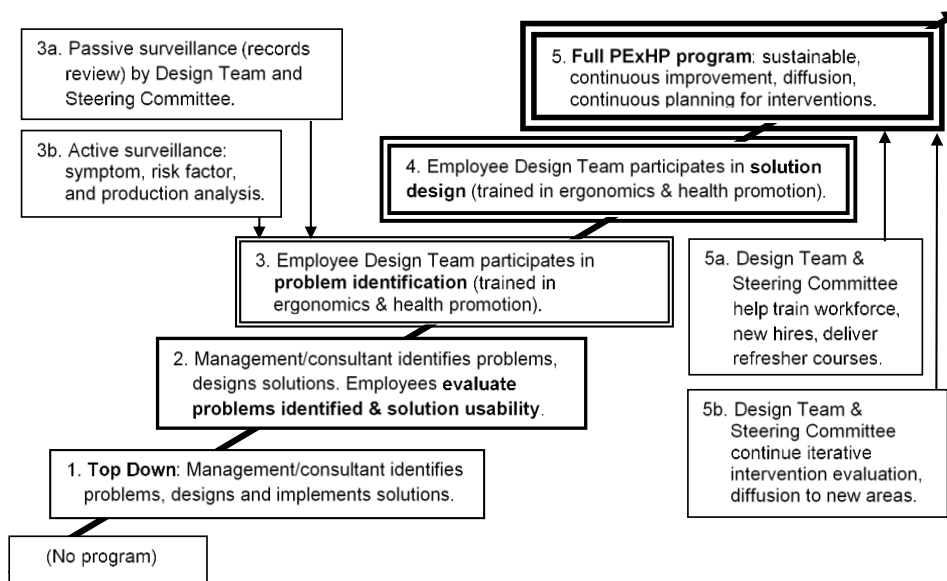 3a. Passive surveillance (records
review) by Design Team and
Steering Committee.
3b. Active surveillance:
symptom, risk factor,
and production analysis.
5. Full PExHP program: sustainable,
continuous improvement, diffusion,
continuous planning for interventions.
4. Employee Design Team participates in solution
design (trained in ergonomics & health promotion).
3. Employee Design Team participates in
problem identification (trained in
ergonomics & health promotion).
5a. Design Team &
Steering Committee
help train workforce,
new hires, deliver
refresher courses.
2. Management/consultant identifies problems,
designs solutions. Employees evaluate
problems identified & solution usability.
5b. Design Team &
Steering Committee
continue iterative
intervention evaluation,
diffusion to new areas.
1. Top Down: Management/consultant identifies
problems, designs and implements solutions.
(No program)